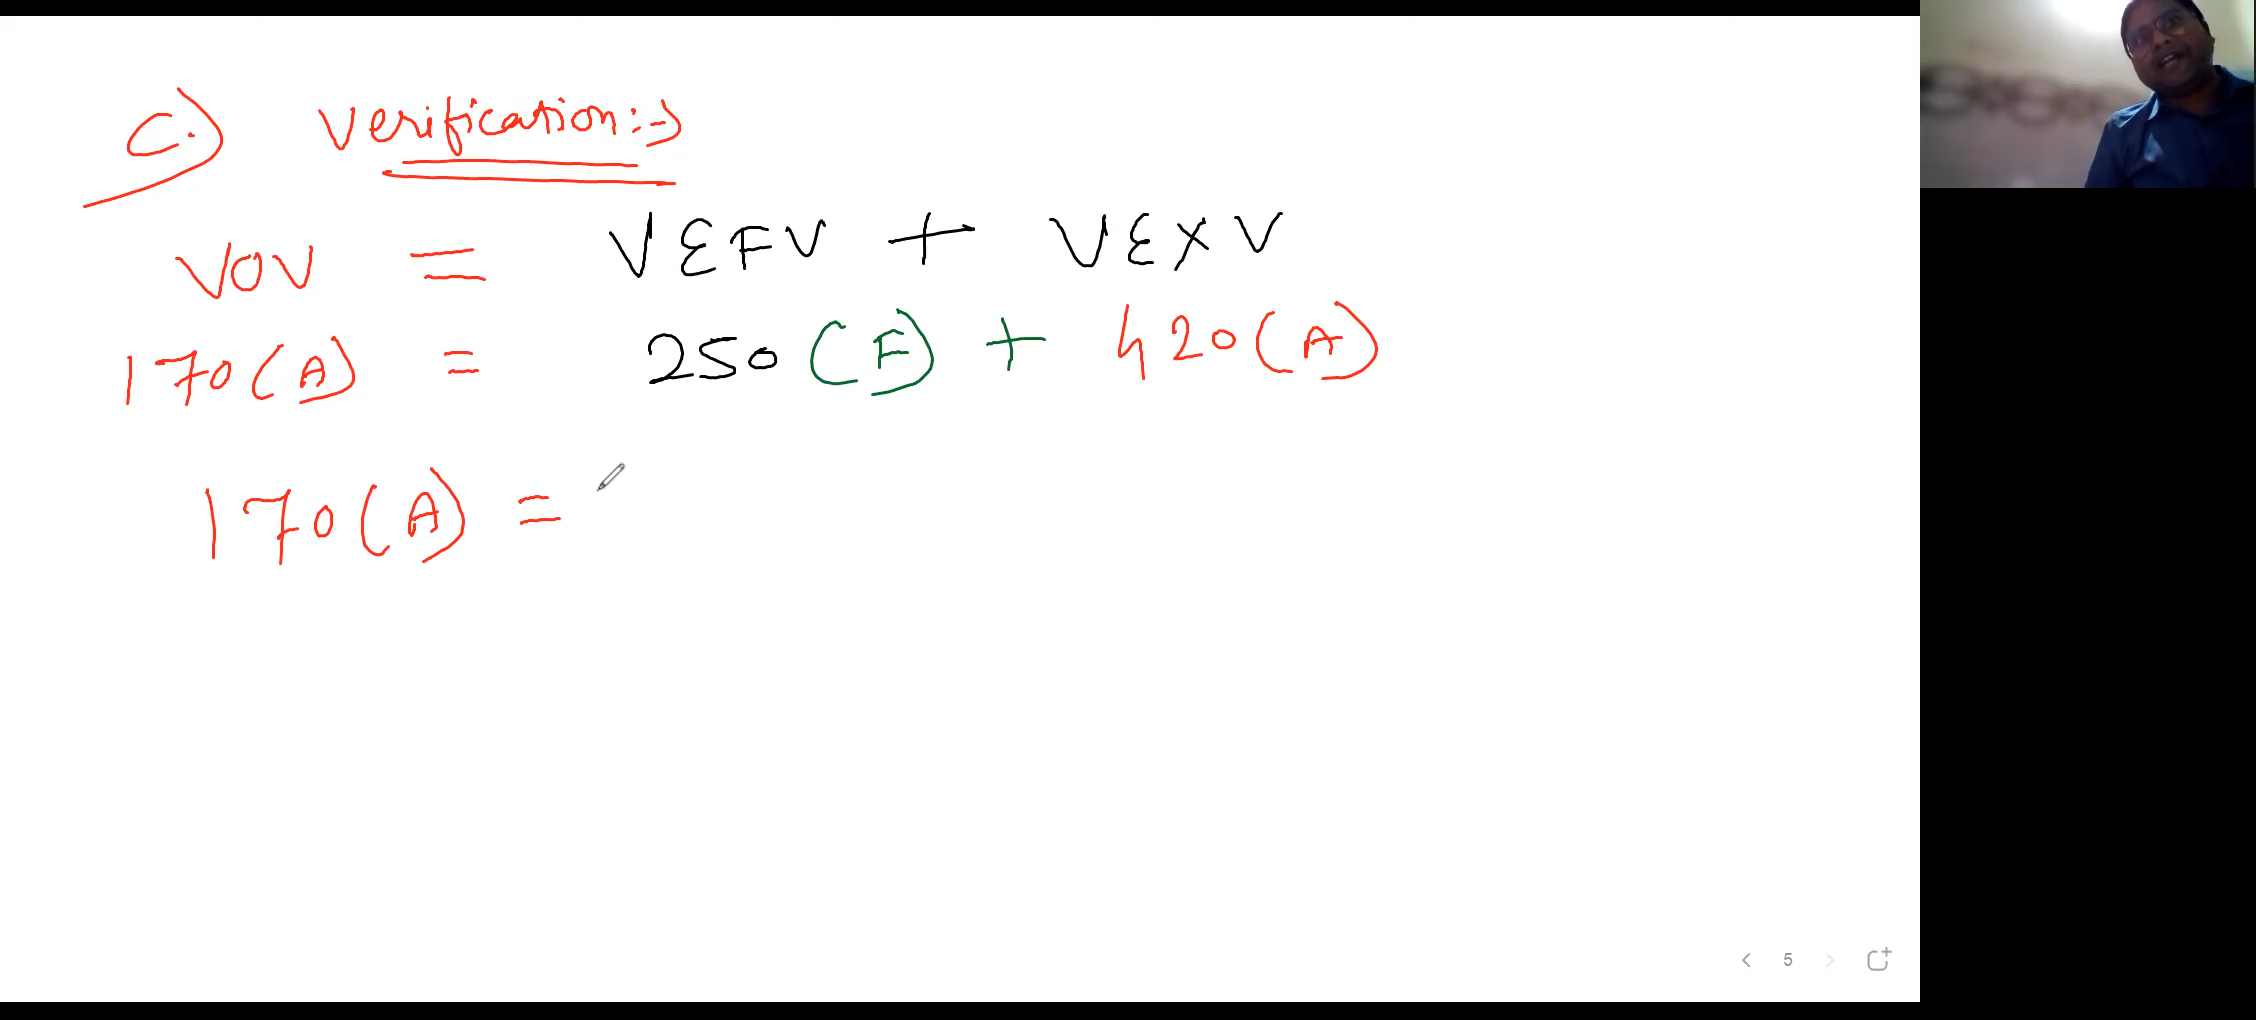 C.) Verification:->
VOV = VEFV + VEXV
170(A) = 250(F) + 420(A)
170(A) =
< 5 >